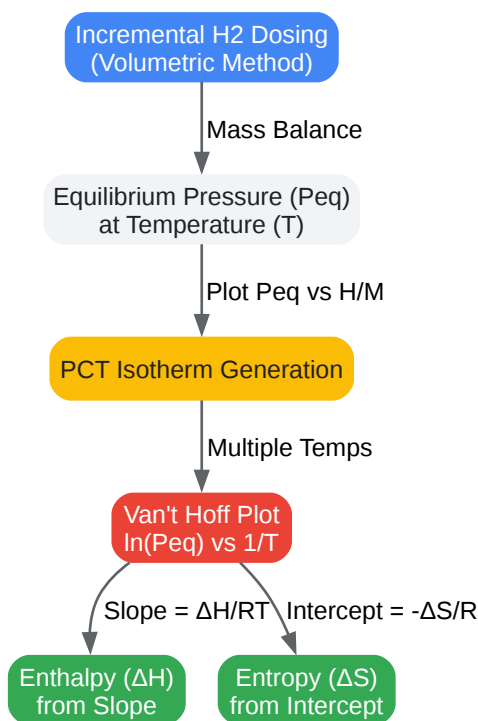 Incremental H2 Dosing
(Volumetric Method)
Mass Balance
Equilibrium Pressure (Peq)
at Temperature (T)
Plot Peq vs H/M
PCT Isotherm Generation
Multiple Temps
Van't Hoff Plot
ln(Peq) vs 1/T
Slope = ΔH/RT
Intercept = -ΔS/R
Enthalpy (ΔH)
from Slope
Entropy (ΔS)
from Intercept